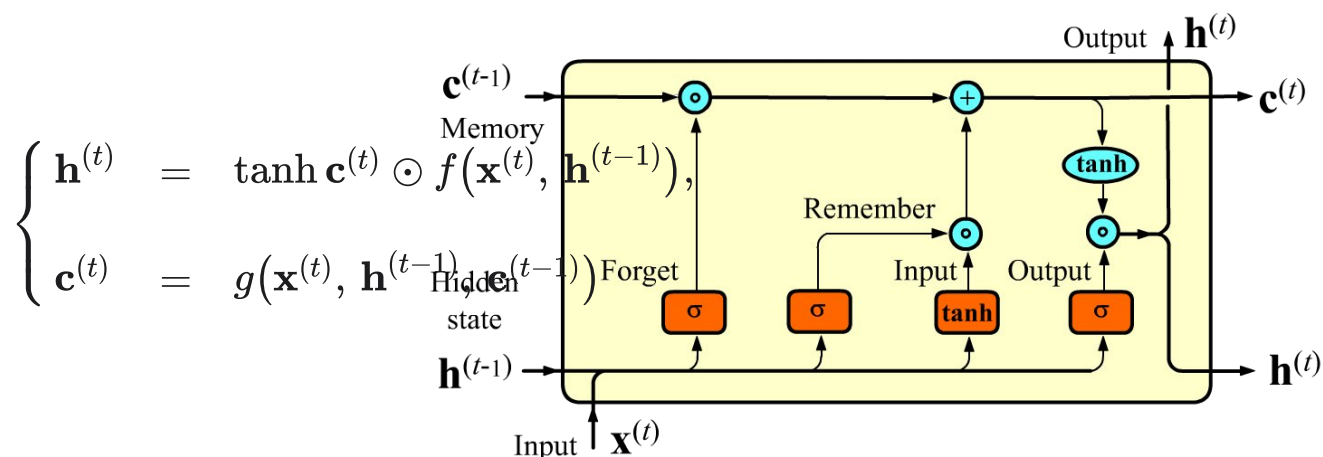 Output h^(t)
c^(t-1)
c^(t)
Memory
h^(t) = tanh c^(t) ⊙ f(x^(t), h^(t−1)),
tanh
Remember
c^(t) = g(x^(t), h^(t−1), c^(t−1))
Hidden
state
Forget
Input
Output
σ
σ
tanh
σ
h^(t-1)
h^(t)
Input x^(t)